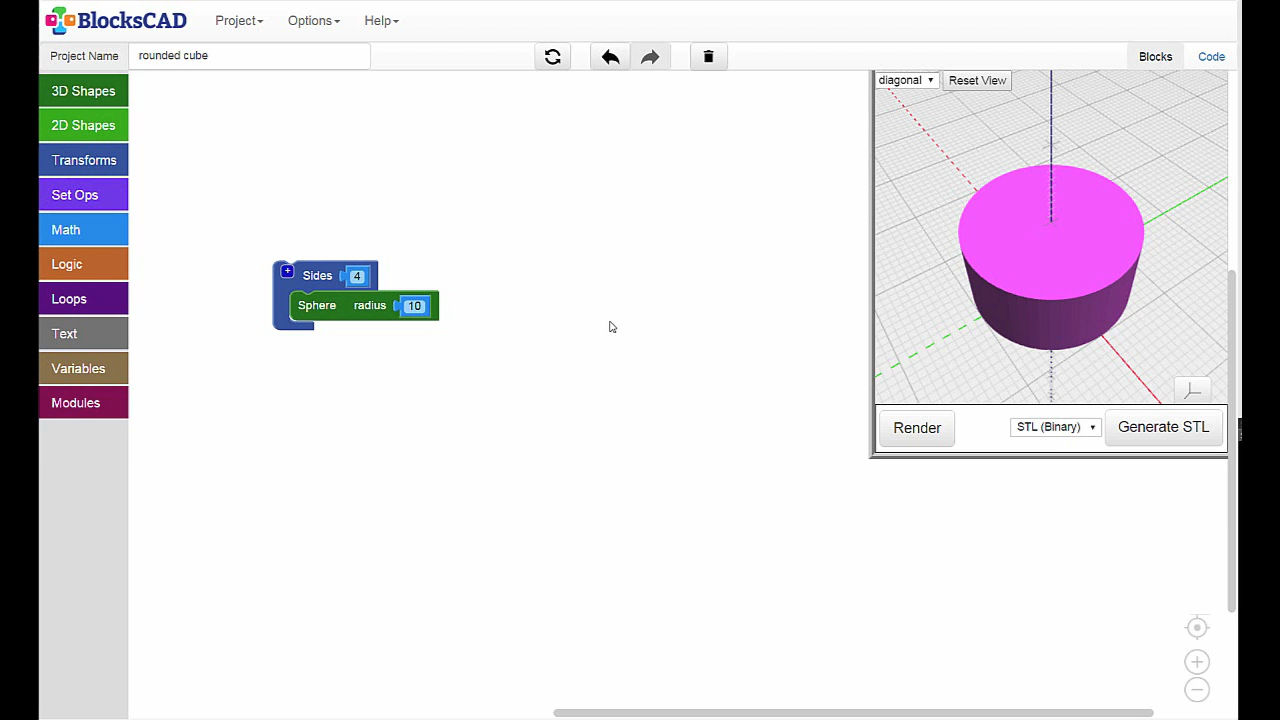 BlocksCAD Project Options Help
Project Name rounded cube Blocks Code
diagonal Reset View
3D Shapes
2D Shapes
Transforms
Set Ops
Math
Logic
Loops
Text
Variables
Modules
+ Sides 4
Sphere radius 10
Render STL (Binary) Generate STL